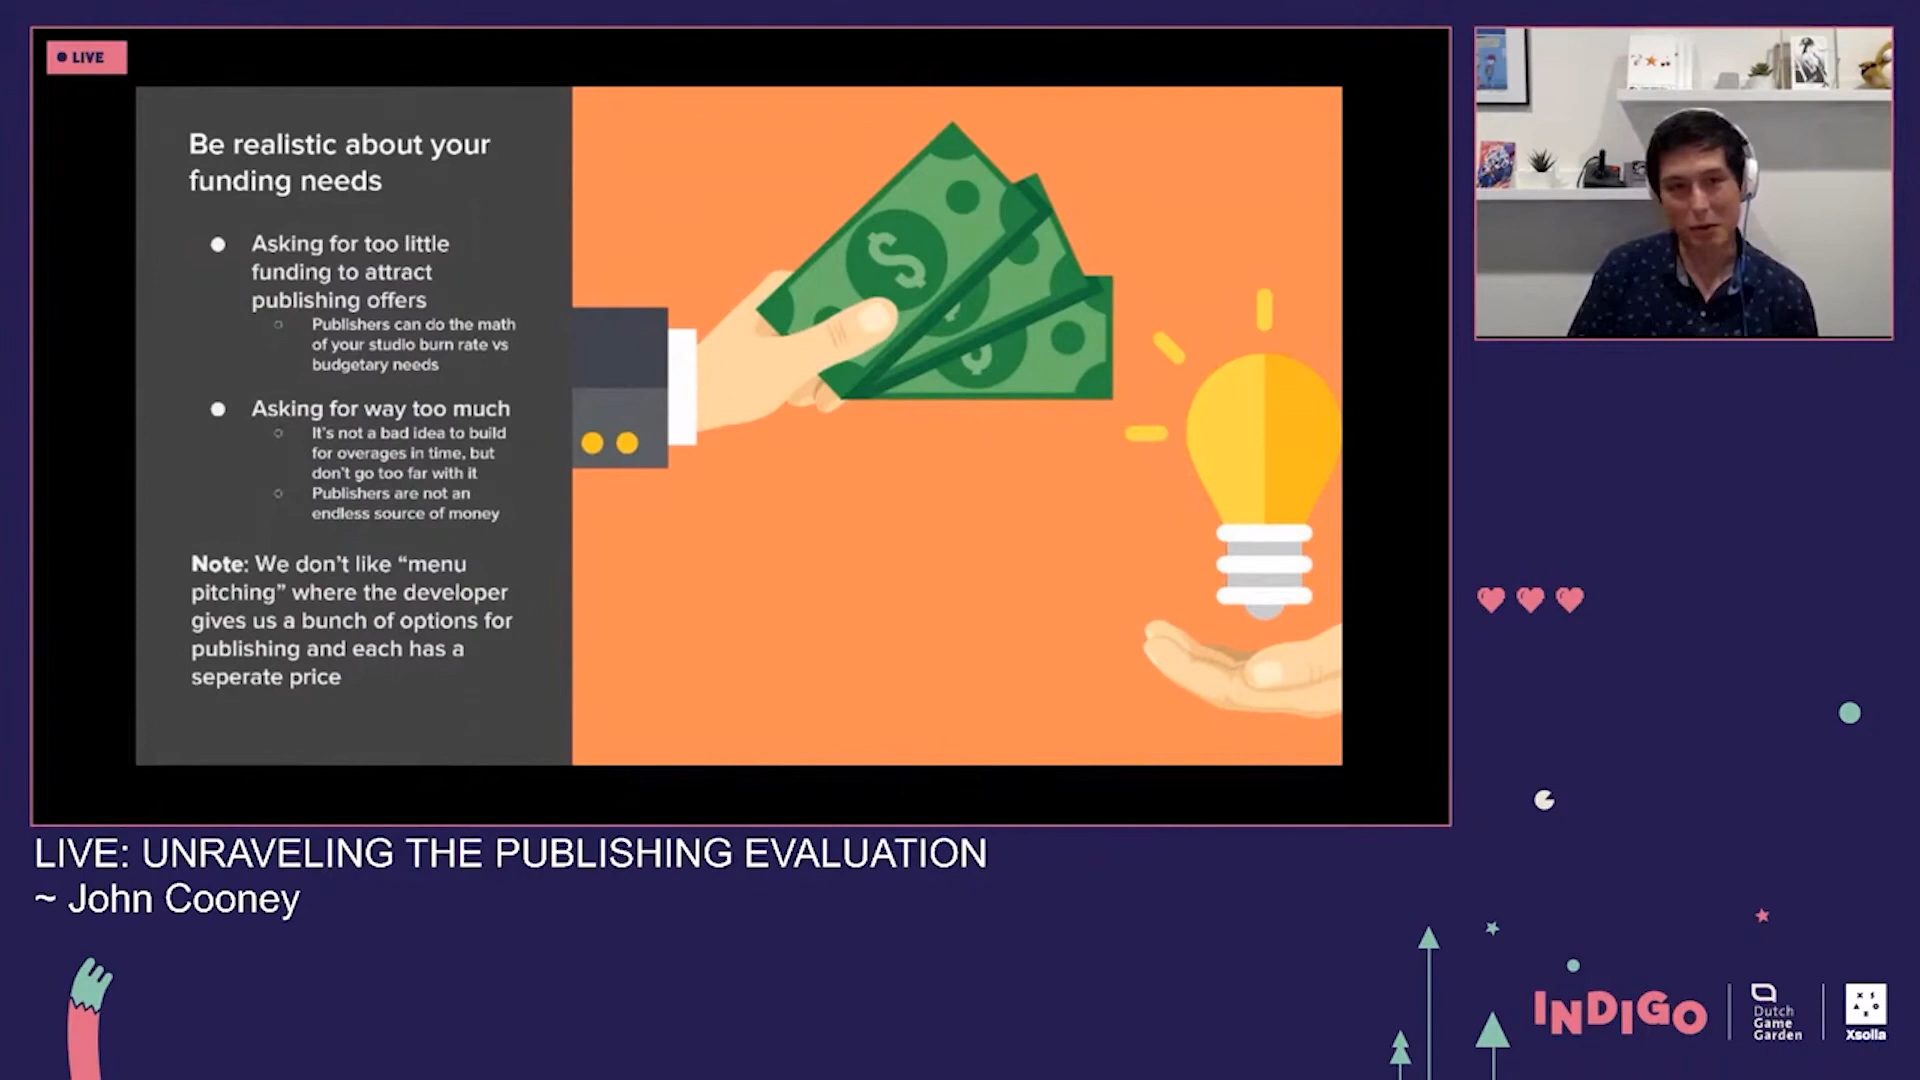 LIVE
Be realistic about your
funding needs
Asking for too little
funding to attract
publishing offers
Publishers can do the math
of your studio burn rate vs
budgetary needs
Asking for way too much
It's not a bad idea to build
for overages in time, but
don't go too far with it
Publishers are not an
endless source of money
Note: We don't like “menu
pitching” where the developer
gives us a bunch of options for
publishing and each has a
seperate price
LIVE: UNRAVELING THE PUBLISHING EVALUATION
~ John Cooney
INDIGO
Dutch
Game
Garden
Xsolla